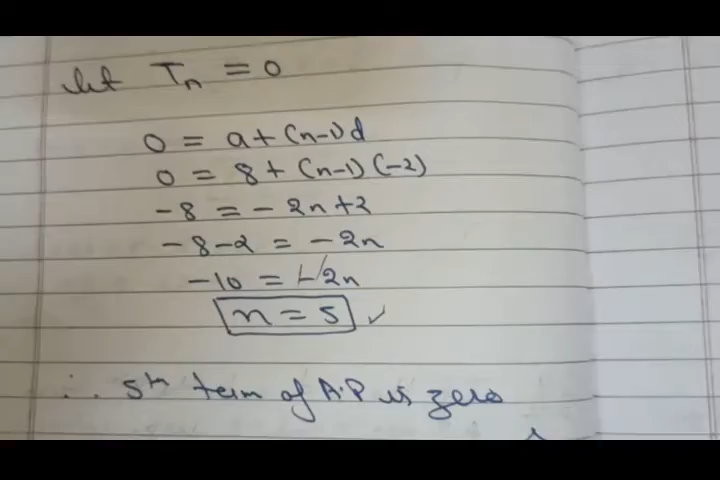 let Tn = 0
0 = a + (n-1)d
0 = 8 + (n-1) (-2)
-8 = - 2n + 2
-8-2 = -2n
-10 = -2n
n = 5 ✓
∴ 5th term of A.P is zero